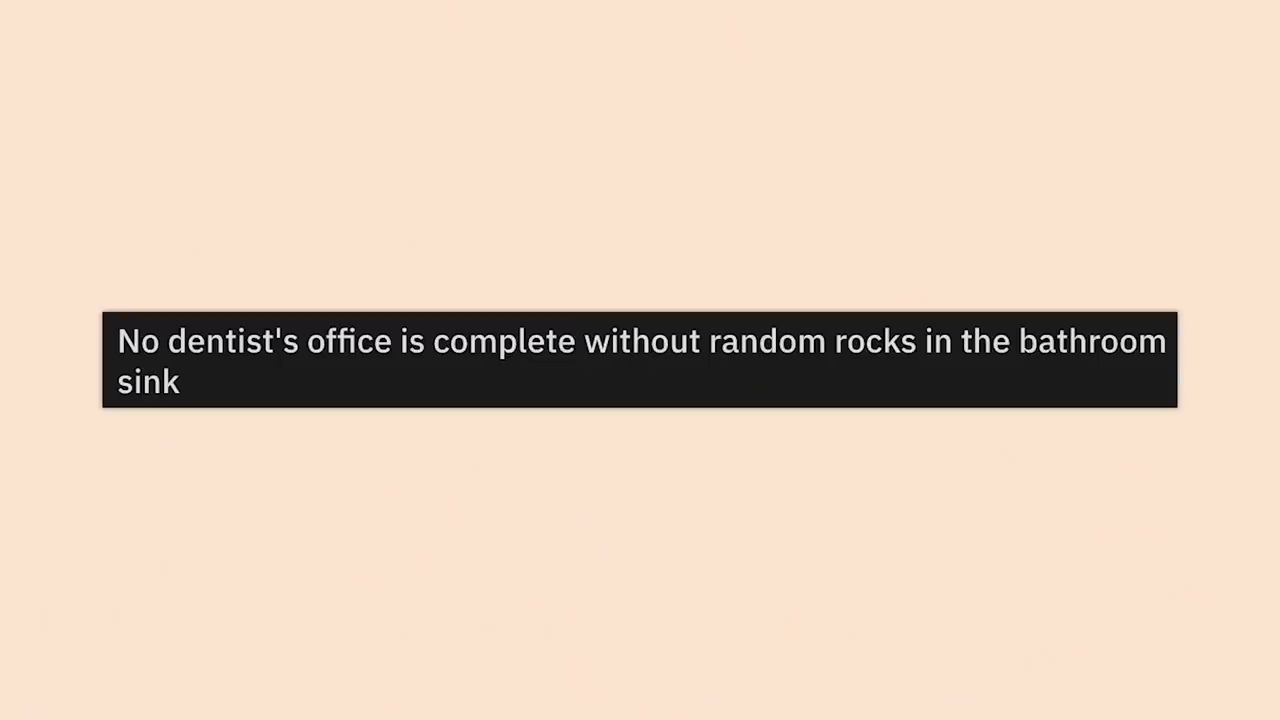 No dentist's office is complete without random rocks in the bathroom
sink